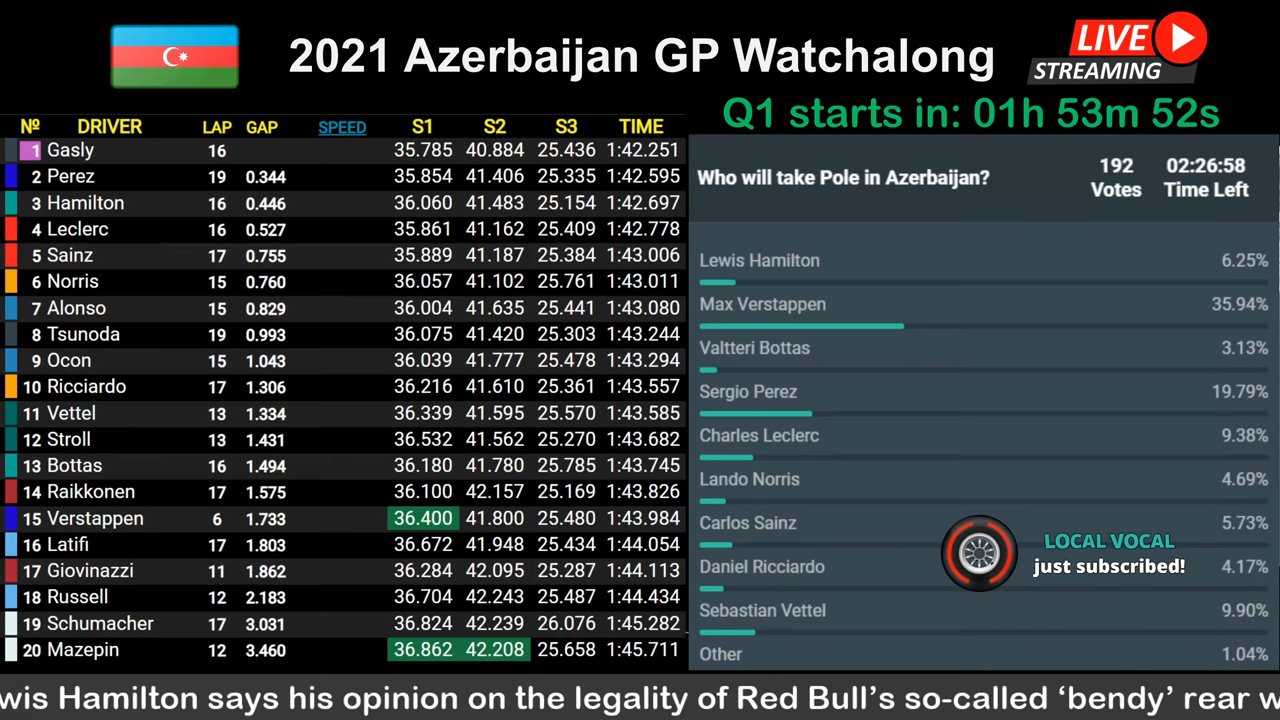 2021 Azerbaijan GP Watchalong
LIVE
STREAMING
Q1 starts in: 01h 53m 52s
Nº DRIVER LAP GAP SPEED S1 S2 S3 TIME
1 Gasly 16 35.785 40.884 25.436 1:42.251
2 Perez 19 0.344 35.854 41.406 25.335 1:42.595
3 Hamilton 16 0.446 36.060 41.483 25.154 1:42.697
4 Leclerc 16 0.527 35.861 41.162 25.409 1:42.778
5 Sainz 17 0.755 35.889 41.187 25.384 1:43.006
6 Norris 15 0.760 36.057 41.102 25.761 1:43.011
7 Alonso 15 0.829 36.004 41.635 25.441 1:43.080
8 Tsunoda 19 0.993 36.075 41.420 25.303 1:43.244
9 Ocon 15 1.043 36.039 41.777 25.478 1:43.294
10 Ricciardo 17 1.306 36.216 41.610 25.361 1:43.557
11 Vettel 13 1.334 36.339 41.595 25.570 1:43.585
12 Stroll 13 1.431 36.532 41.562 25.270 1:43.682
13 Bottas 16 1.494 36.180 41.780 25.785 1:43.745
14 Raikkonen 17 1.575 36.100 42.157 25.169 1:43.826
15 Verstappen 6 1.733 36.400 41.800 25.480 1:43.984
16 Latifi 17 1.803 36.672 41.948 25.434 1:44.054
17 Giovinazzi 11 1.862 36.284 42.095 25.287 1:44.113
18 Russell 12 2.183 36.704 42.243 25.487 1:44.434
19 Schumacher 17 3.031 36.824 42.239 26.076 1:45.282
20 Mazepin 12 3.460 36.862 42.208 25.658 1:45.711
Who will take Pole in Azerbaijan?
192 Votes
02:26:58 Time Left
Lewis Hamilton 6.25%
Max Verstappen 35.94%
Valtteri Bottas 3.13%
Sergio Perez 19.79%
Charles Leclerc 9.38%
Lando Norris 4.69%
Carlos Sainz 5.73%
Daniel Ricciardo 4.17%
Sebastian Vettel 9.90%
Other 1.04%
LOCAL VOCAL
just subscribed!
wis Hamilton says his opinion on the legality of Red Bull’s so-called ‘bendy’ rear w